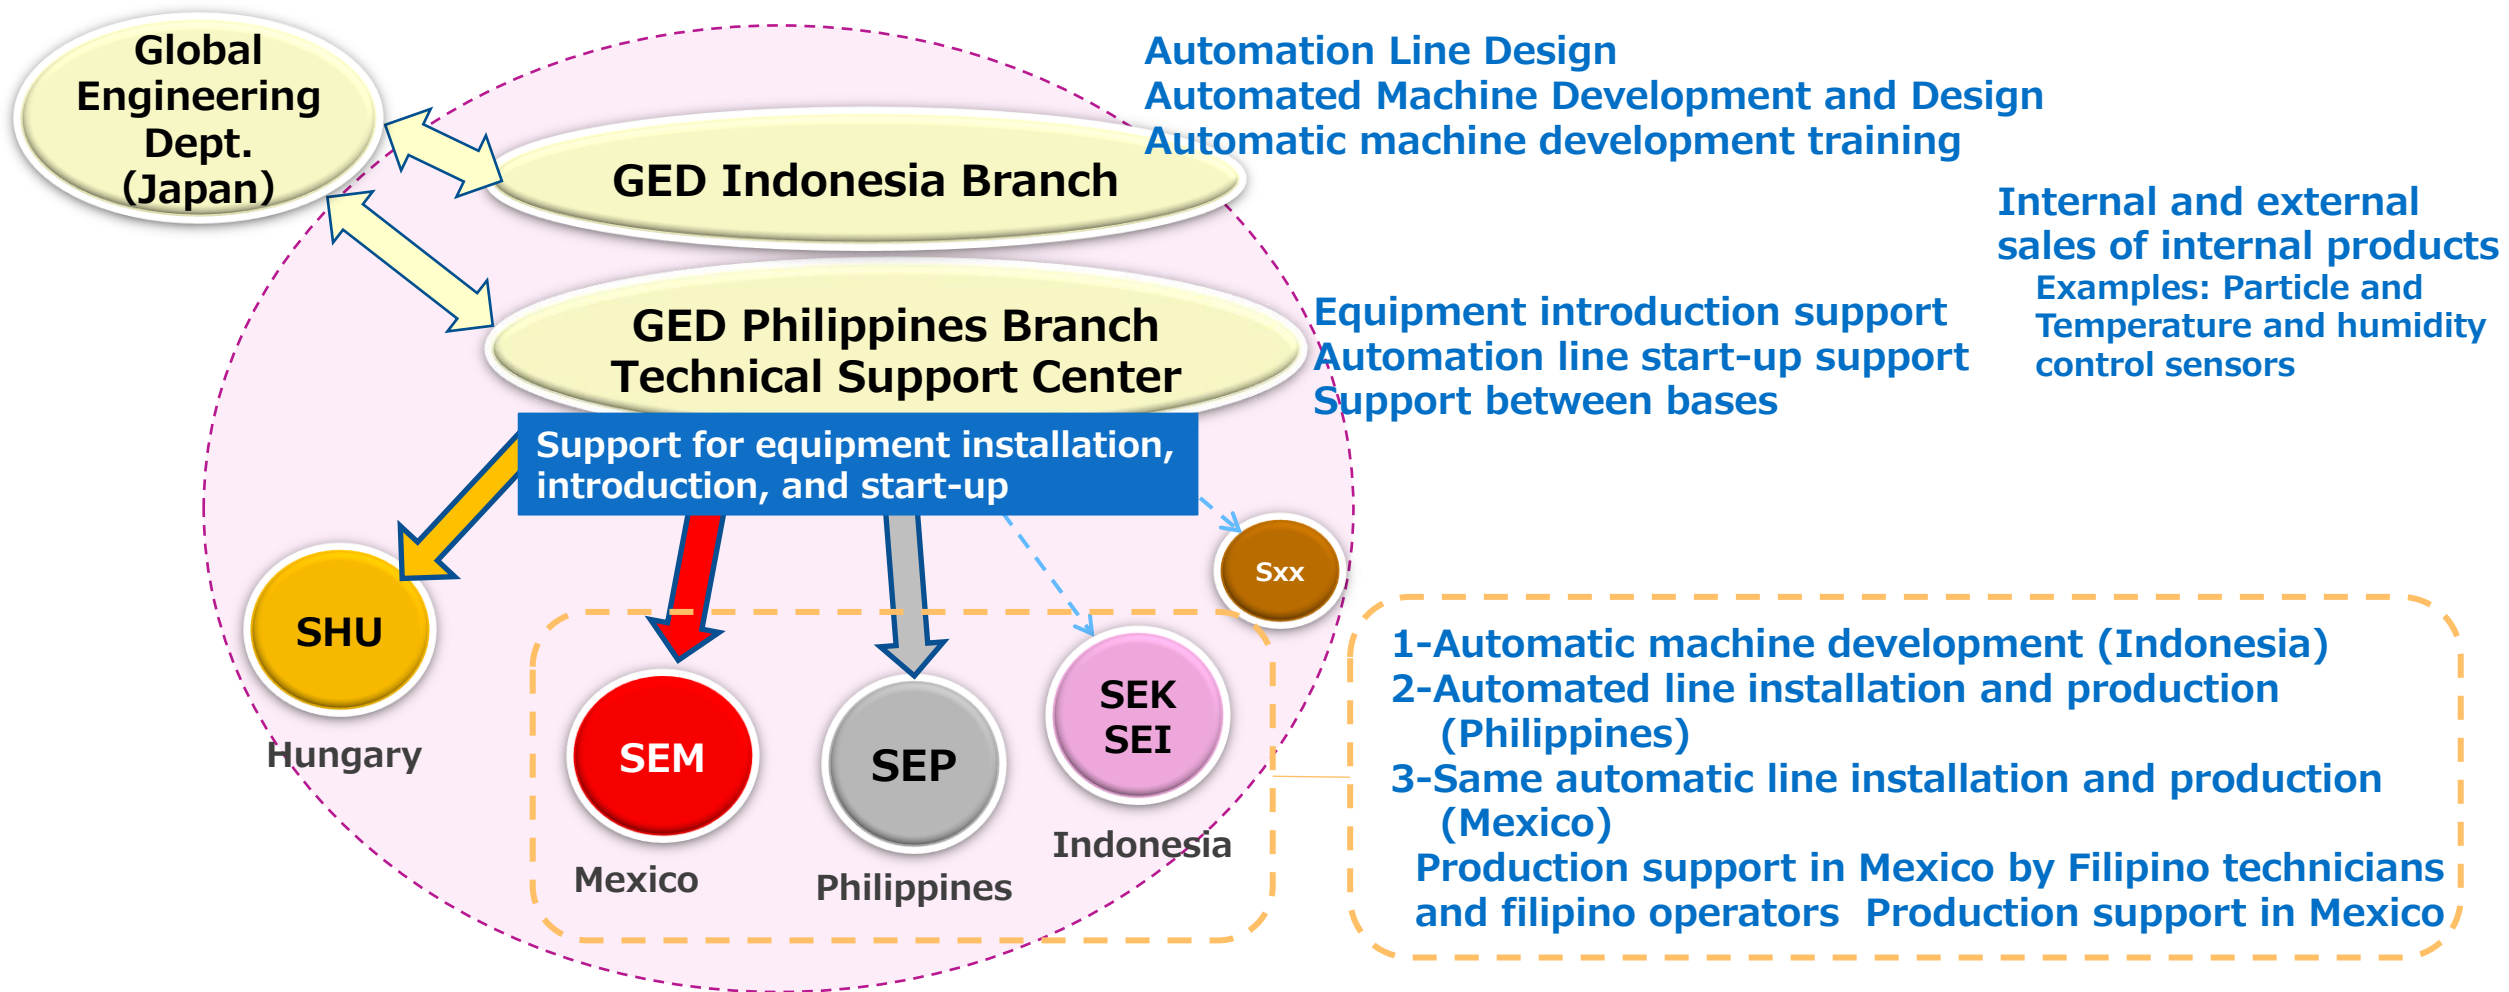 Global
Engineering
Dept.
(Japan)
GED Indonesia Branch
Automation Line Design
Automated Machine Development and Design
Automatic machine development training
Internal and external
sales of internal products
Examples: Particle and
Temperature and humidity
control sensors
GED Philippines Branch
Technical Support Center
Equipment introduction support
Automation line start-up support
Support between bases
Support for equipment installation,
introduction, and start-up
Sxx
SHU
Hungary
SEM
Mexico
SEP
Philippines
SEK
SEI
Indonesia
1-Automatic machine development (Indonesia)
2-Automated line installation and production
(Philippines)
3-Same automatic line installation and production
(Mexico)
Production support in Mexico by Filipino technicians
and filipino operators  Production support in Mexico